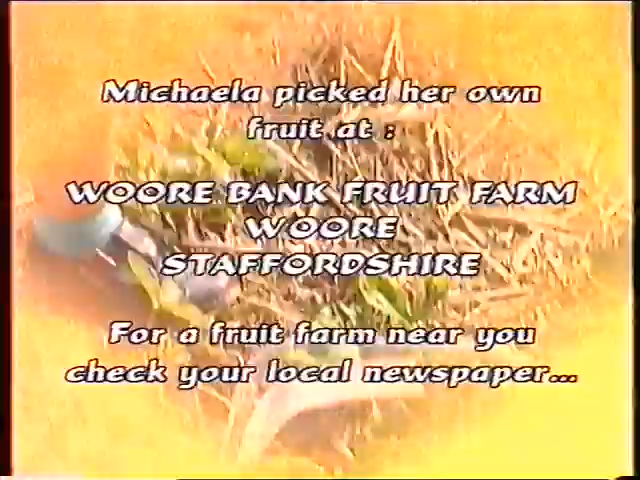 Michaela picked her own
fruit at :
WOORE BANK FRUIT FARM
WOORE
STAFFORDSHIRE
For a fruit farm near you
check your local newspaper...